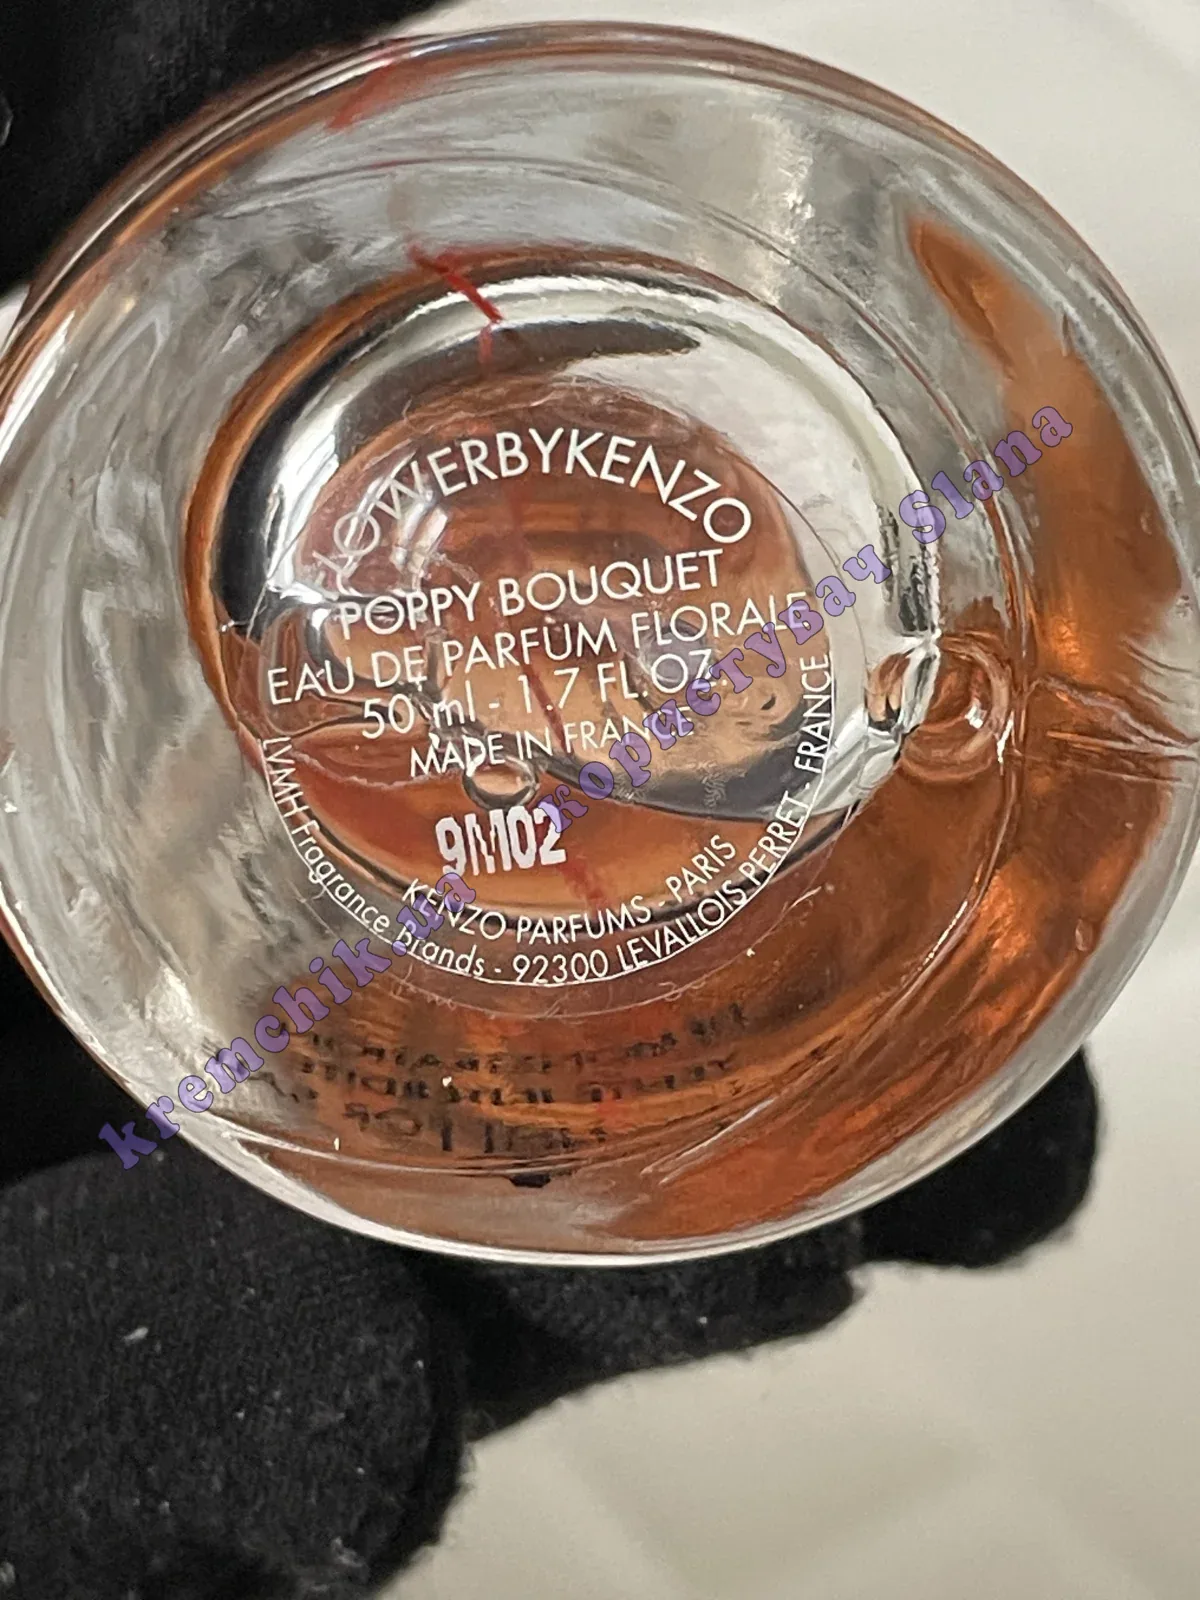 FLOWERBYKENZO
POPPY BOUQUET
EAU DE PARFUM FLORALE
50 ml - 1.7 FL.OZ.
MADE IN FRANCE
9M02
KENZO PARFUMS - PARIS
LVMH Fragrance Brands - 92300 LEVALLOIS PERRET - FRANCE
kremchik.ua користувач Slana